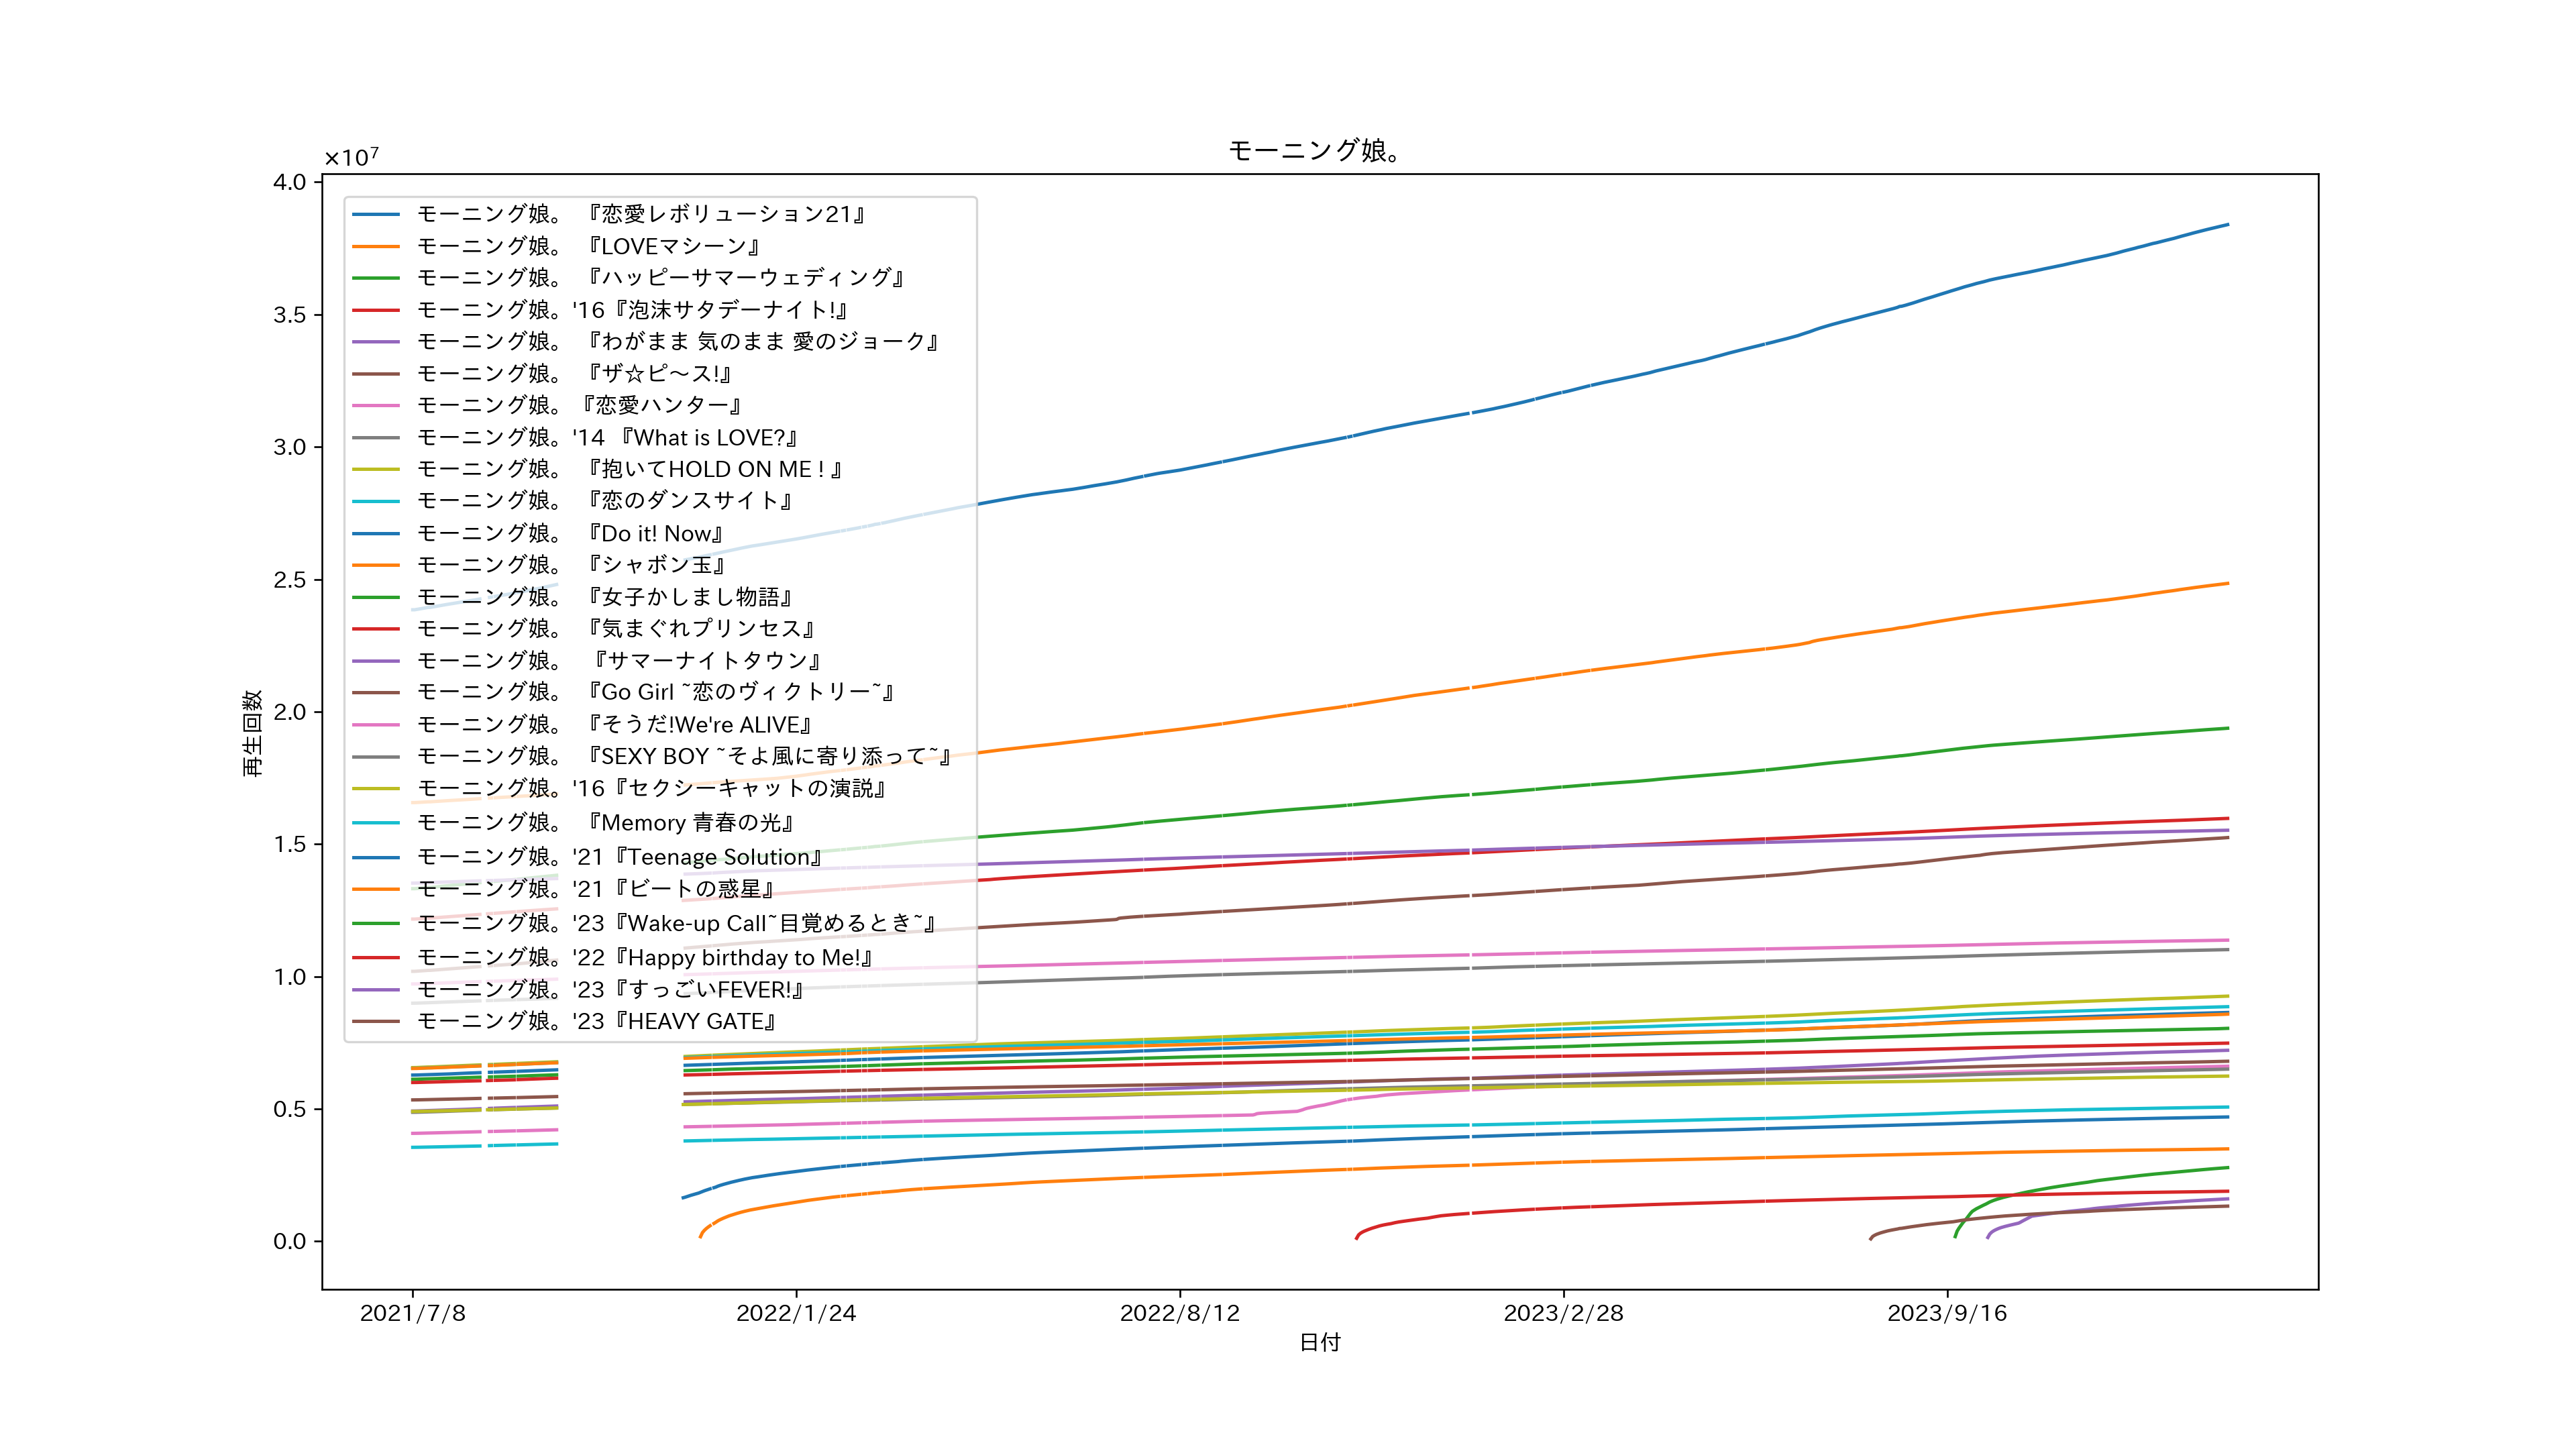 モーニング娘。
×10⁷
4.0
3.5
3.0
2.5
2.0
1.5
1.0
0.5
0.0
再生回数
モーニング娘。 『恋愛レボリューション21』
モーニング娘。 『LOVEマシーン』
モーニング娘。 『ハッピーサマーウェディング』
モーニング娘。'16『泡沫サタデーナイト!』
モーニング娘。 『わがまま 気のまま 愛のジョーク』
モーニング娘。 『ザ☆ピ～ス!』
モーニング娘。『恋愛ハンター』
モーニング娘。'14 『What is LOVE?』
モーニング娘。 『抱いてHOLD ON ME ! 』
モーニング娘。 『恋のダンスサイト』
モーニング娘。 『Do it! Now』
モーニング娘。 『シャボン玉』
モーニング娘。 『女子かしまし物語』
モーニング娘。 『気まぐれプリンセス』
モーニング娘。 『サマーナイトタウン』
モーニング娘。 『Go Girl ~恋のヴィクトリー~』
モーニング娘。 『そうだ!We're ALIVE』
モーニング娘。 『SEXY BOY ~そよ風に寄り添って~』
モーニング娘。'16『セクシーキャットの演説』
モーニング娘。 『Memory 青春の光』
モーニング娘。'21『Teenage Solution』
モーニング娘。'21『ビートの惑星』
モーニング娘。'23『Wake-up Call~目覚めるとき~』
モーニング娘。'22『Happy birthday to Me!』
モーニング娘。'23『すっごいFEVER!』
モーニング娘。'23『HEAVY GATE』
2021/7/8 2022/1/24 2022/8/12 2023/2/28 2023/9/16
日付